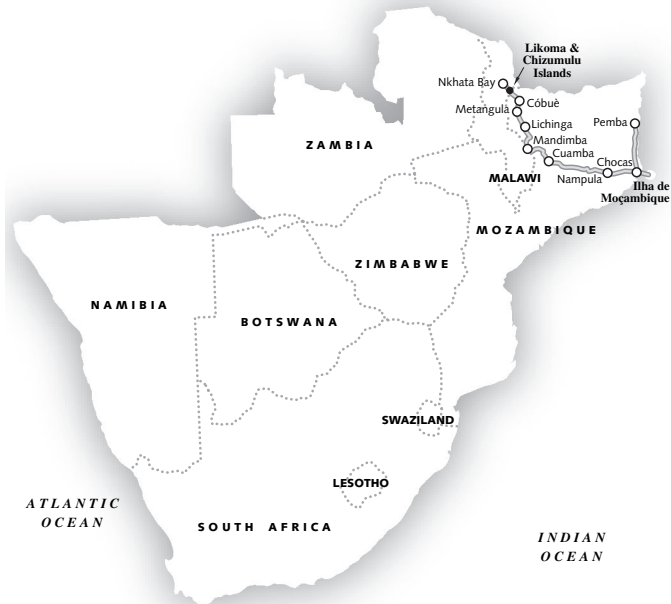 Likoma &
Chizumulu
Islands
Nkhata Bay
Cóbuè
Metangula
Lichinga
Pemba
Mandimba
ZAMBIA
Cuamba
Chocas
MALAWI
Nampula
Ilha de
Moçambique
MOZAMBIQUE
ZIMBABWE
NAMIBIA
BOTSWANA
SWAZILAND
LESOTHO
ATLANTIC
OCEAN
SOUTH AFRICA
INDIAN
OCEAN